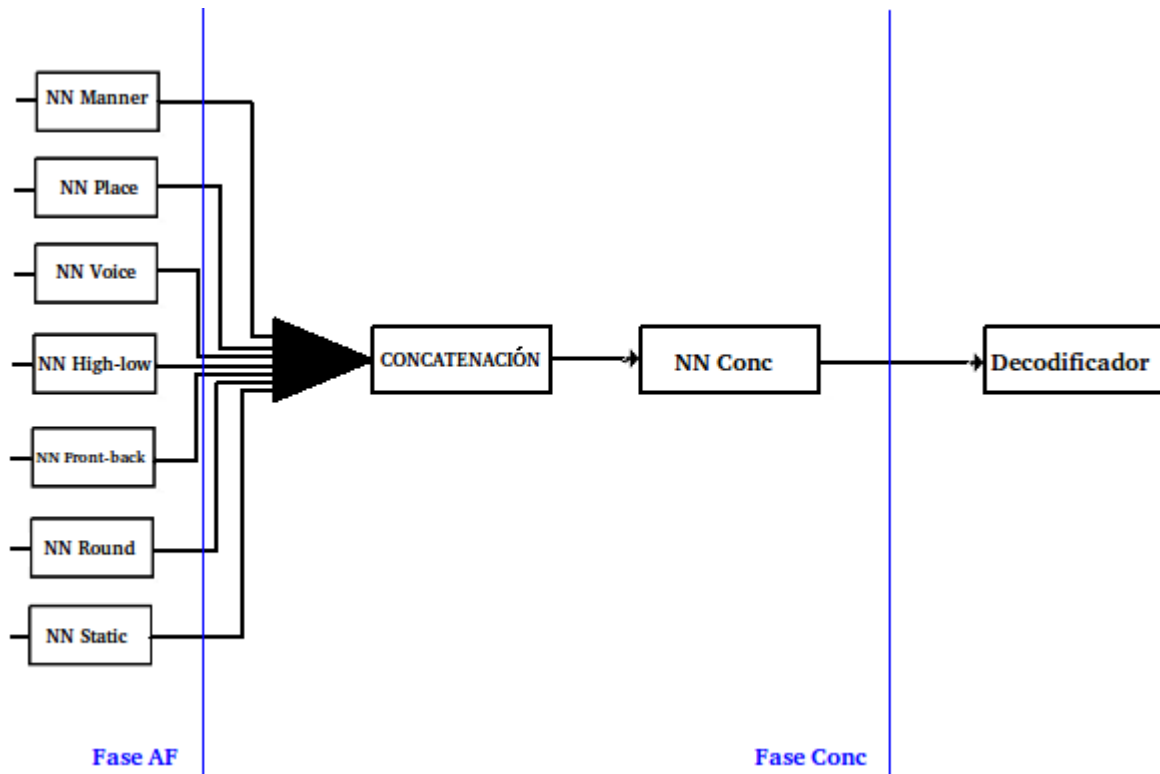 NN Manner
NN Place
NN Voice
NN High-low
NN Front-back
NN Round
NN Static
CONCATENACIÓN
NN Conc
Decodificador
Fase AF
Fase Conc